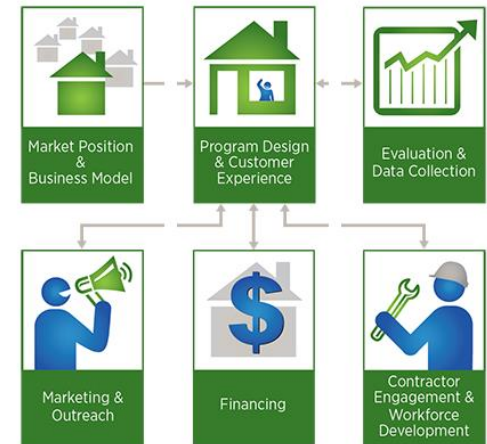 Market Position
&
Business Model
Program Design
& Customer
Experience
Evaluation &
Data Collection
Marketing &
Outreach
$
Financing
Contractor
Engagement &
Workforce
Development